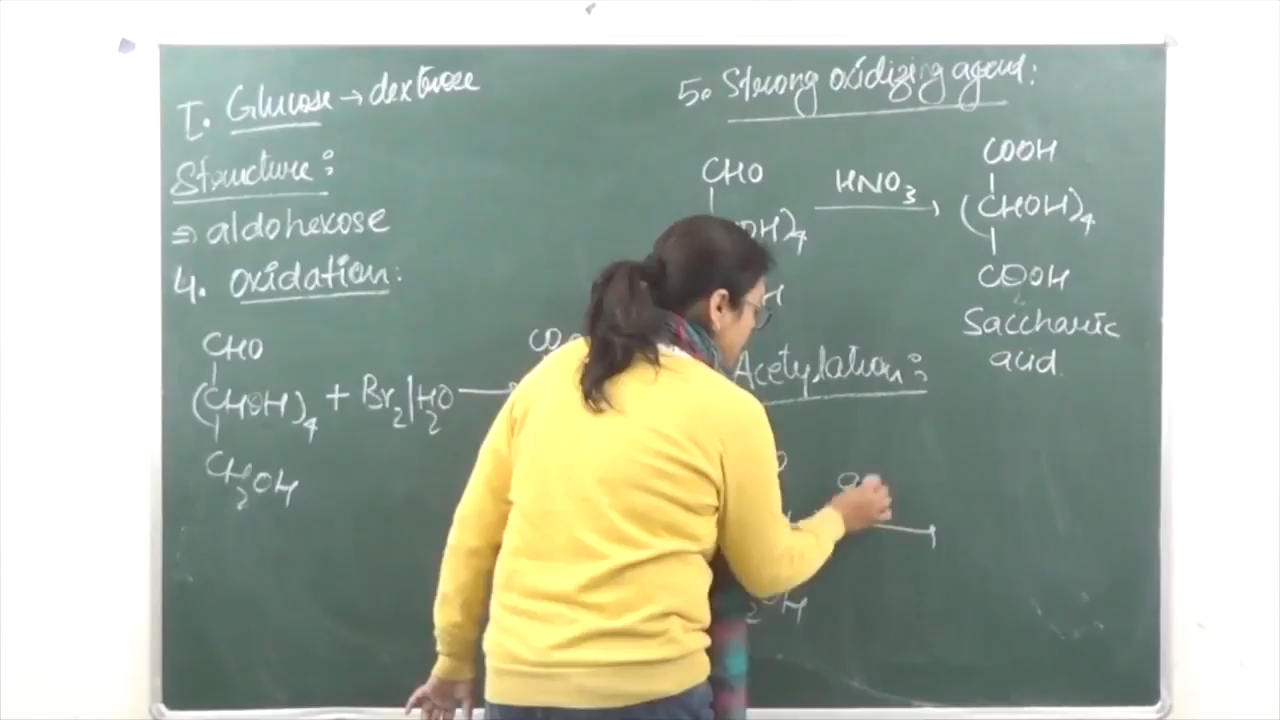 I. Glucose → dextrose
Structure:
⇒ aldohexose
4. Oxidation:
CHO
(CHOH)4 + Br2|H2O ⟶
CH2OH
5. Strong oxidizing agent:
CHO
HNO3
COOH
(CHOH)4
COOH
Saccharic
acid
Acetylation: